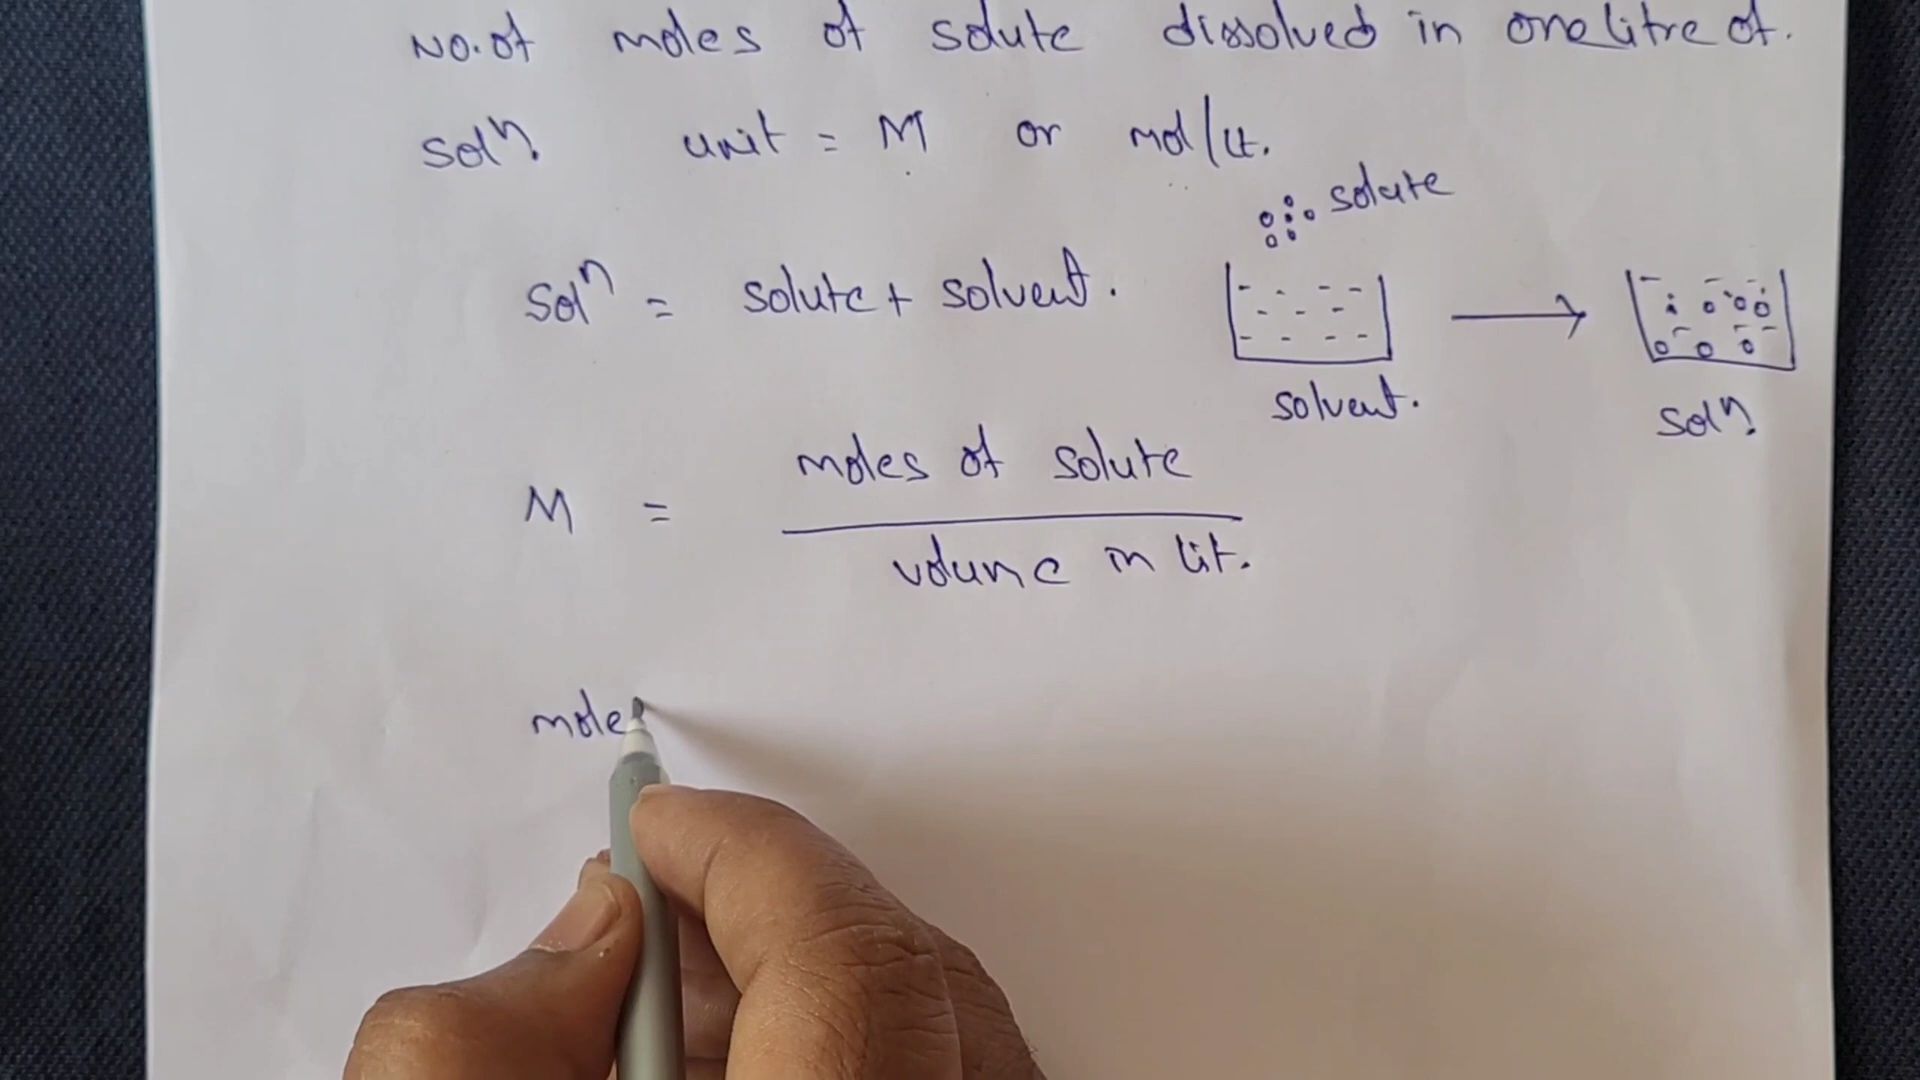 No. of moles of solute dissolved in one litre of.
solⁿ. unit = M or mol/lt.
solute
solⁿ = solute + solvent.
solvent.
solⁿ.
M = moles of solute
volume in lit.
mole